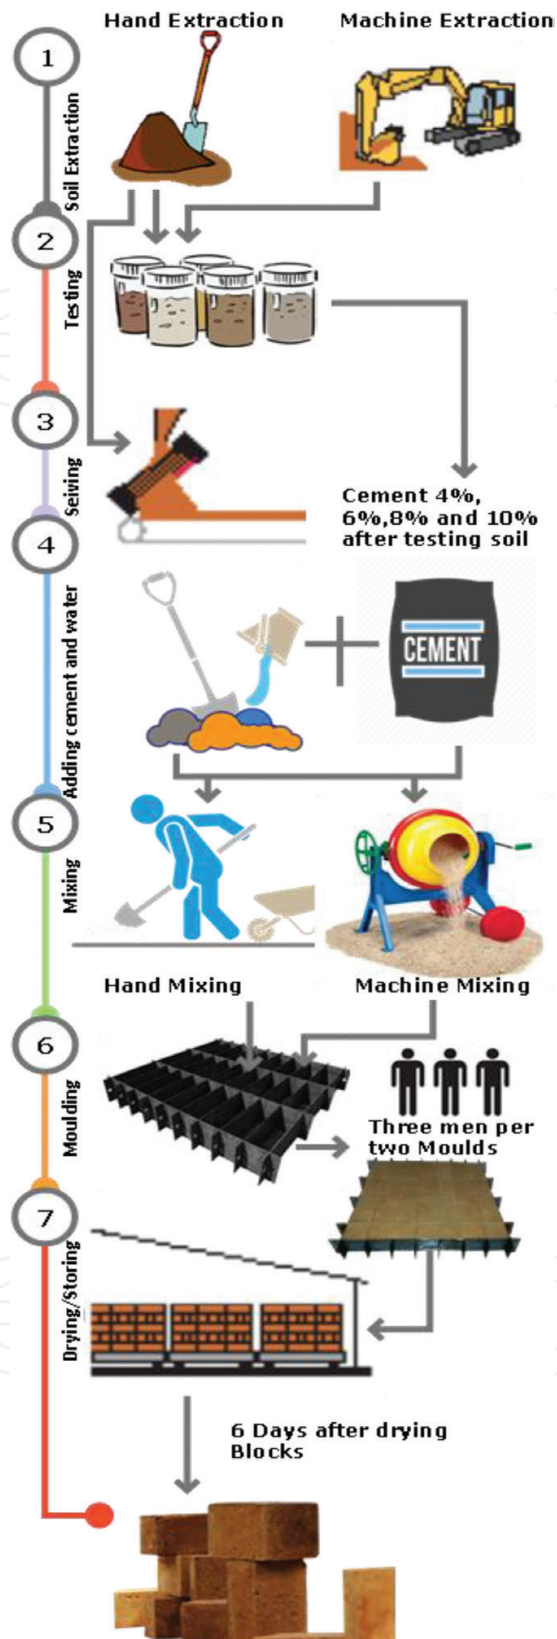 Hand Extraction
Machine Extraction
1
Soil Extraction
2
Testing
3
Seiving
Cement 4%,
6%,8% and 10%
after testing soil
4
CEMENT
Adding cement and water
5
Mixing
Hand Mixing
Machine Mixing
6
Moulding
Three men per
two Moulds
7
Drying/Storing
6 Days after drying
Blocks